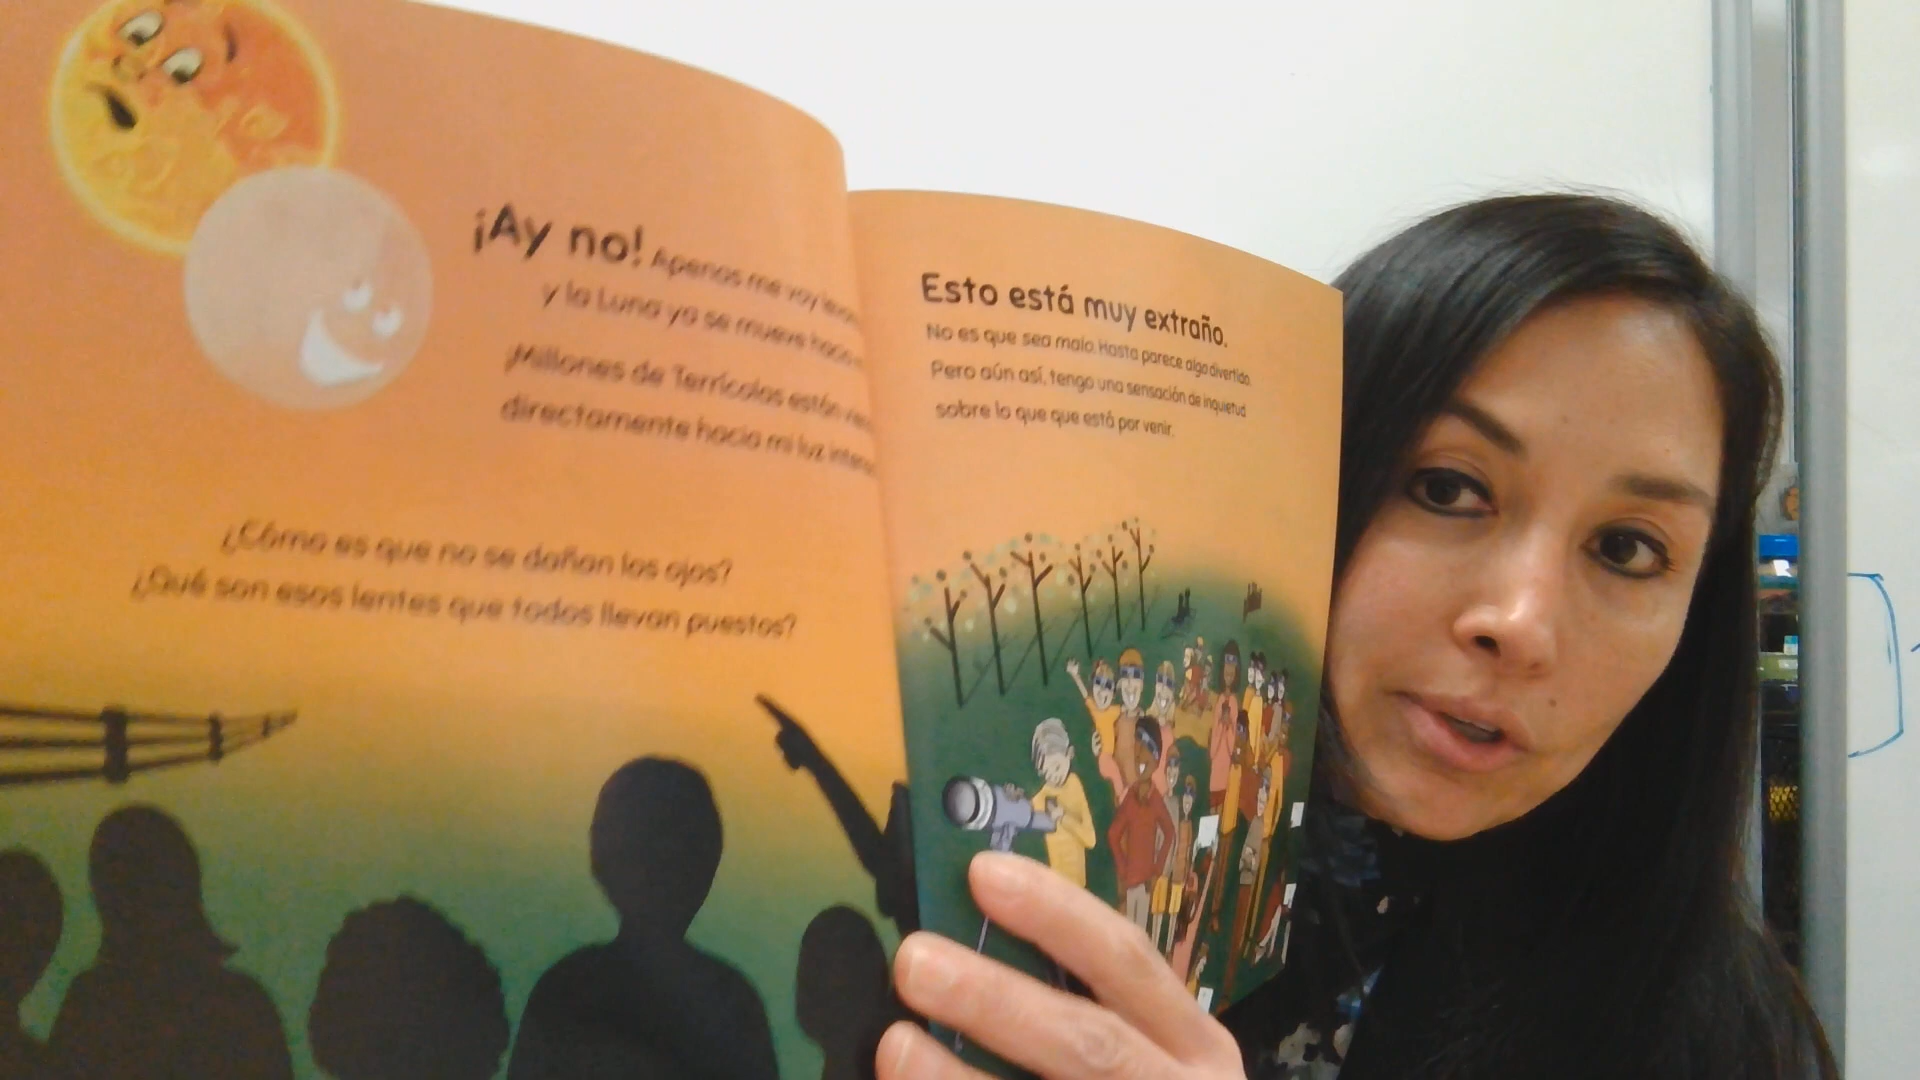 ¡Ay no! Apenas me voy
y la Luna ya se mueve hacia
¡Millones de Terrícolas están
directamente hacia mi luz
¿Cómo es que no se dañan los ojos?
¿Qué son esos lentes que todos llevan puestos?
Esto está muy extraño.
No es que sea malo. Hasta parece algo divertido.
Pero aún así, tengo una sensación de inquietud
sobre lo que que está por venir.